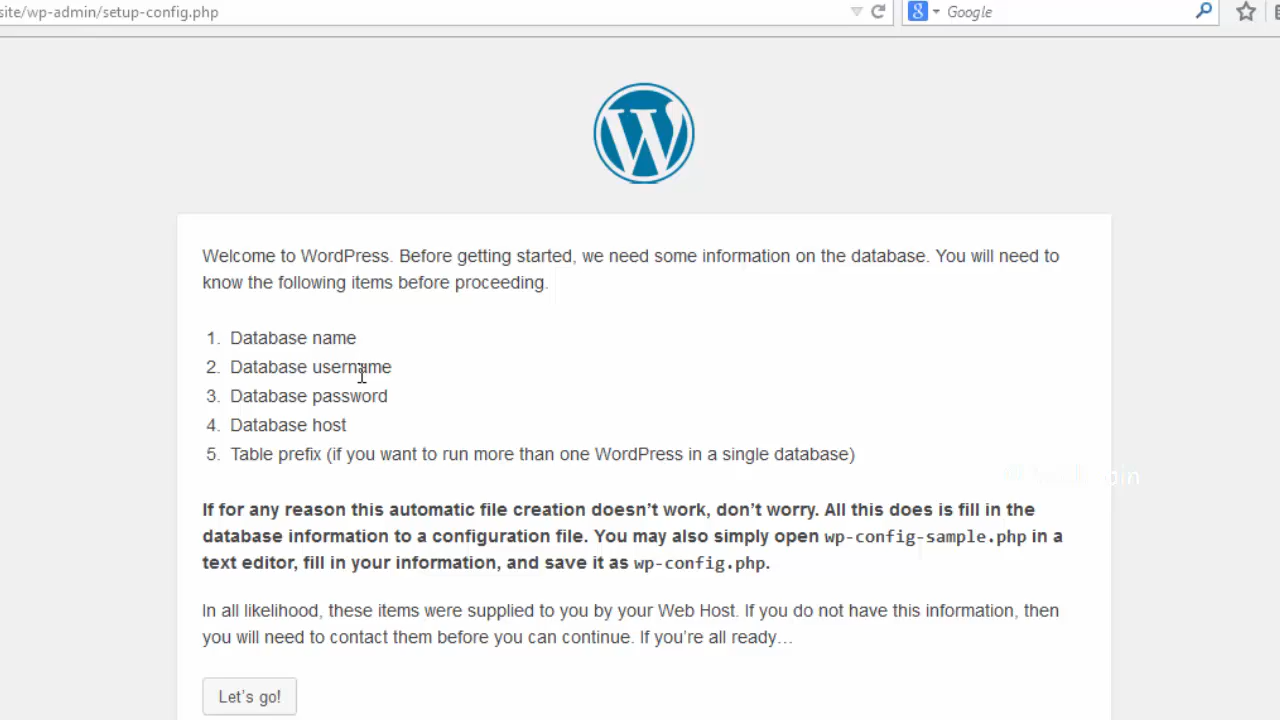 site/wp-admin/setup-config.php
Google
Welcome to WordPress. Before getting started, we need some information on the database. You will need to
know the following items before proceeding.
1. Database name
2. Database username
3. Database password
4. Database host
5. Table prefix (if you want to run more than one WordPress in a single database)
If for any reason this automatic file creation doesn’t work, don’t worry. All this does is fill in the
database information to a configuration file. You may also simply open wp-config-sample.php in a
text editor, fill in your information, and save it as wp-config.php.
In all likelihood, these items were supplied to you by your Web Host. If you do not have this information, then
you will need to contact them before you can continue. If you’re all ready…
Let’s go!